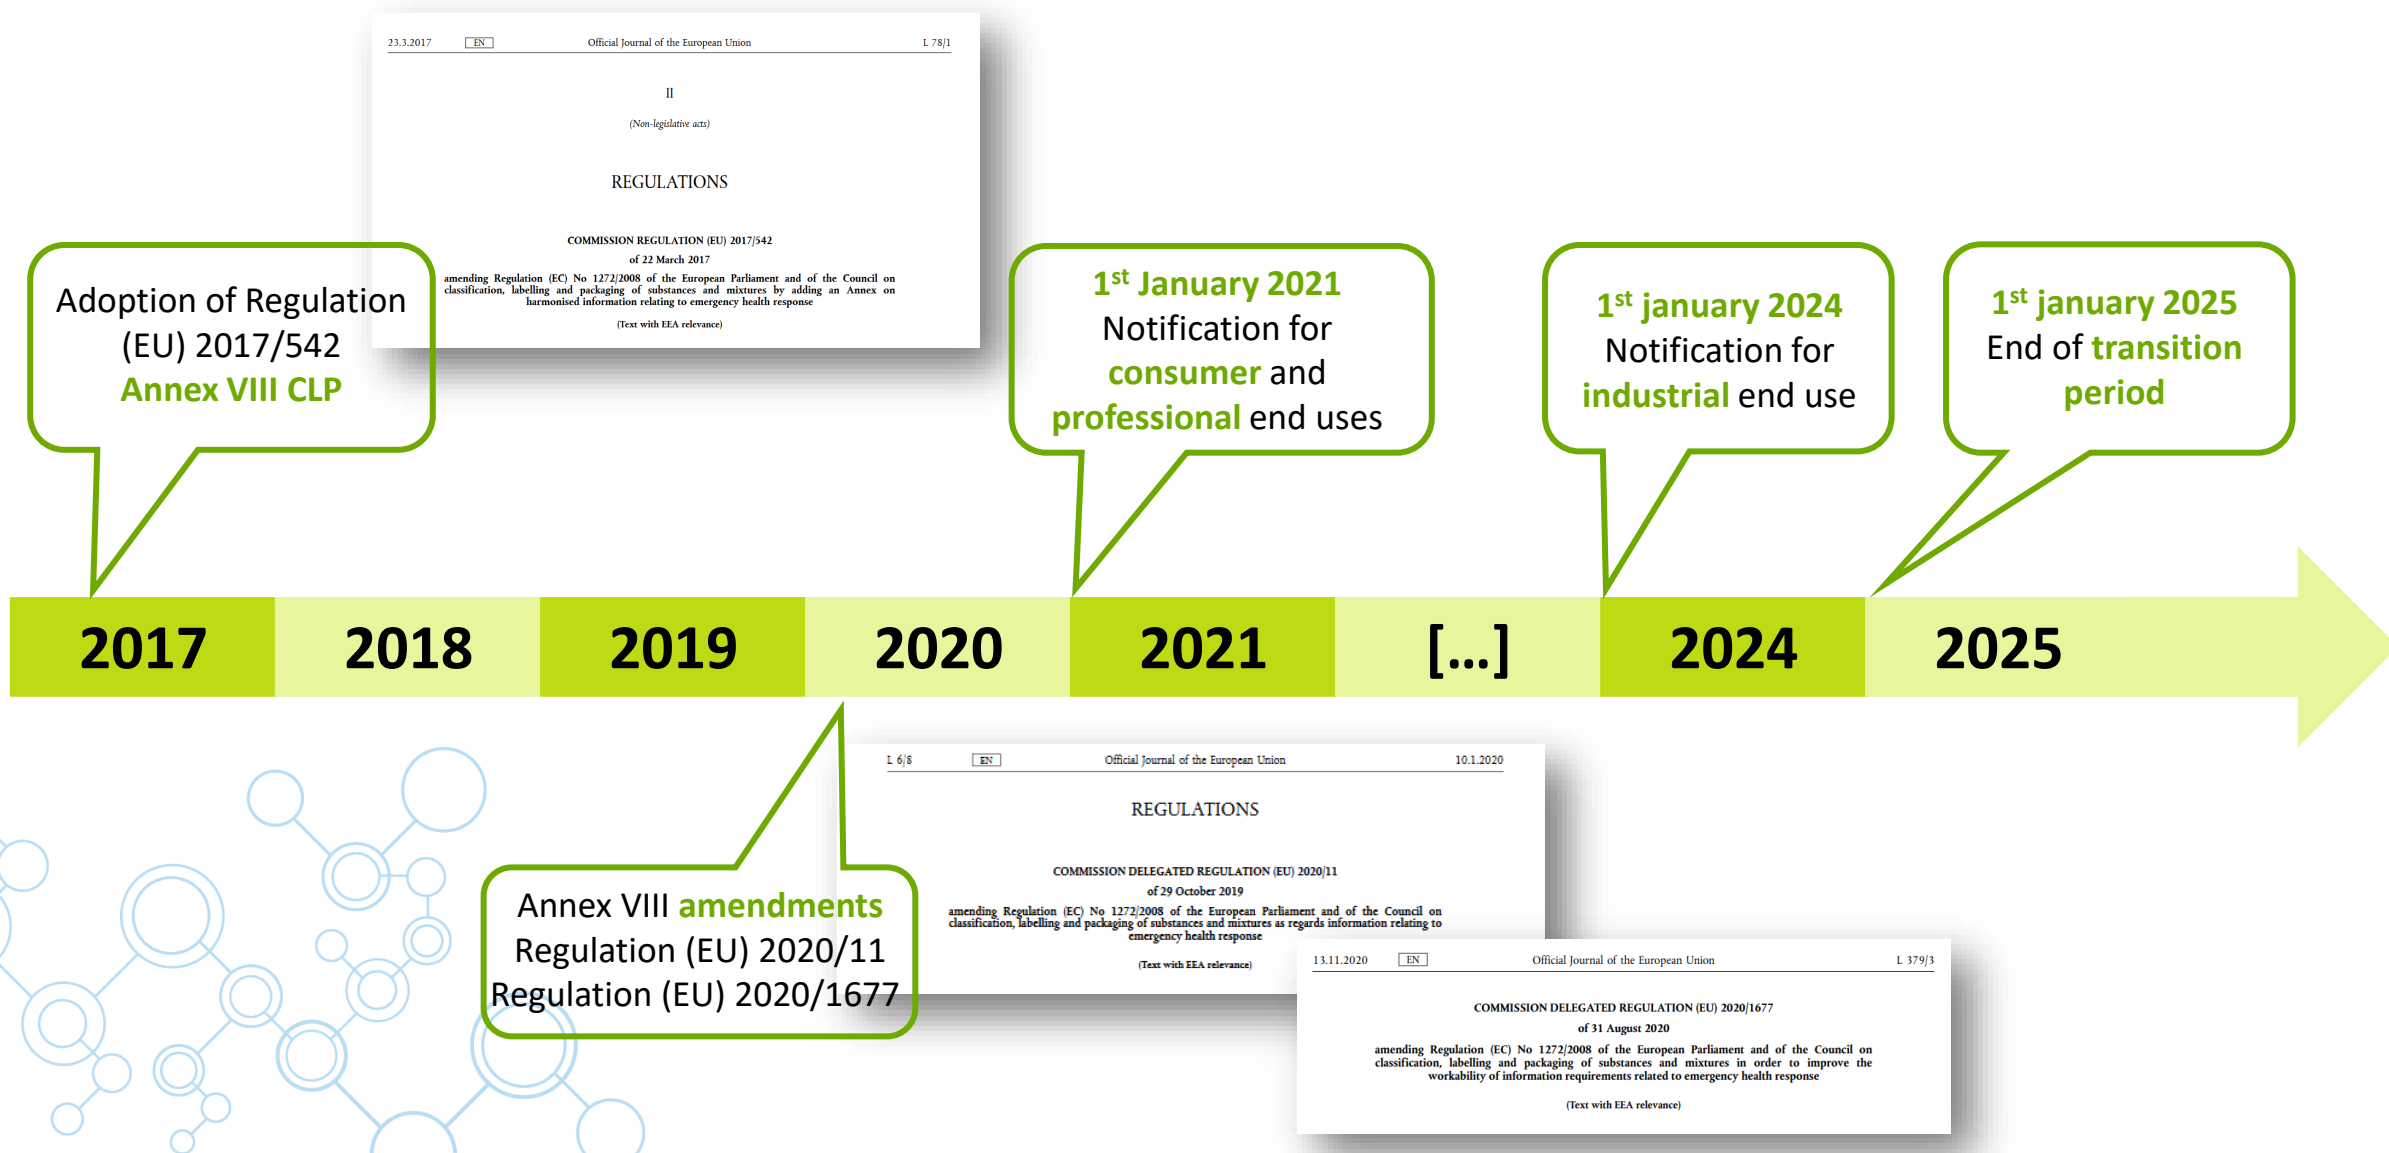 23.3.2017 EN Official Journal of the European Union L 78/1
II
(Non-legislative acts)
REGULATIONS
COMMISSION REGULATION (EU) 2017/542
of 22 March 2017
amending Regulation (EC) No 1272/2008 of the European Parliament and of the Council on
classification, labelling and packaging of substances and mixtures by adding an Annex on
harmonised information relating to emergency health response
(Text with EEA relevance)
Adoption of Regulation
(EU) 2017/542
Annex VIII CLP
1st January 2021
Notification for
consumer and
professional end uses
1st january 2024
Notification for
industrial end use
1st january 2025
End of transition
period
2017 2018 2019 2020 2021 [...] 2024 2025
Annex VIII amendments
Regulation (EU) 2020/11
Regulation (EU) 2020/1677
L 6/8 EN Official Journal of the European Union 10.1.2020
REGULATIONS
COMMISSION DELEGATED REGULATION (EU) 2020/11
of 29 October 2019
amending Regulation (EC) No 1272/2008 of the European Parliament and of the Council on
classification, labelling and packaging of substances and mixtures as regards information relating to
emergency health response
(Text with EEA relevance)
13.11.2020 EN Official Journal of the European Union L 379/3
COMMISSION DELEGATED REGULATION (EU) 2020/1677
of 31 August 2020
amending Regulation (EC) No 1272/2008 of the European Parliament and of the Council on
classification, labelling and packaging of substances and mixtures in order to improve the
workability of information requirements related to emergency health response
(Text with EEA relevance)